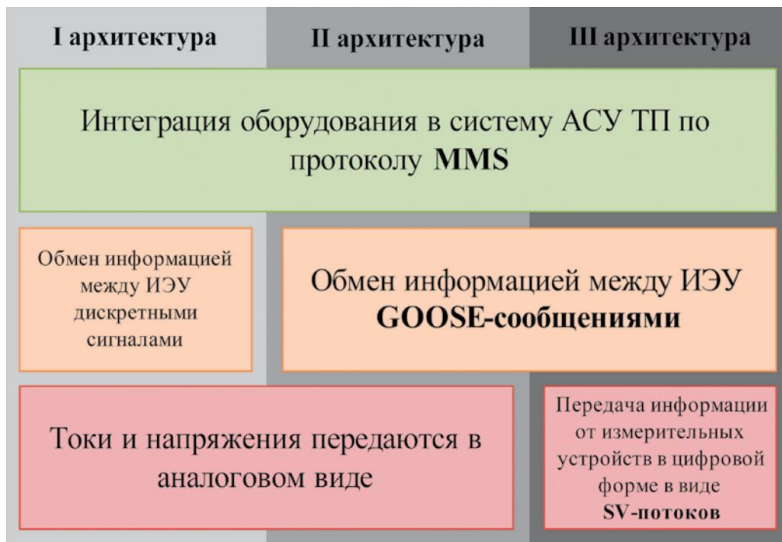 I архитектура
II архитектура
III архитектура
Интеграция оборудования в систему АСУ ТП по
протоколу MMS
Обмен информацией
между ИЭУ
дискретными
сигналами
Обмен информацией между ИЭУ
GOOSE-сообщениями
Токи и напряжения передаются в
аналоговом виде
Передача информации
от измерительных
устройств в цифровой
форме в виде
SV-потоков